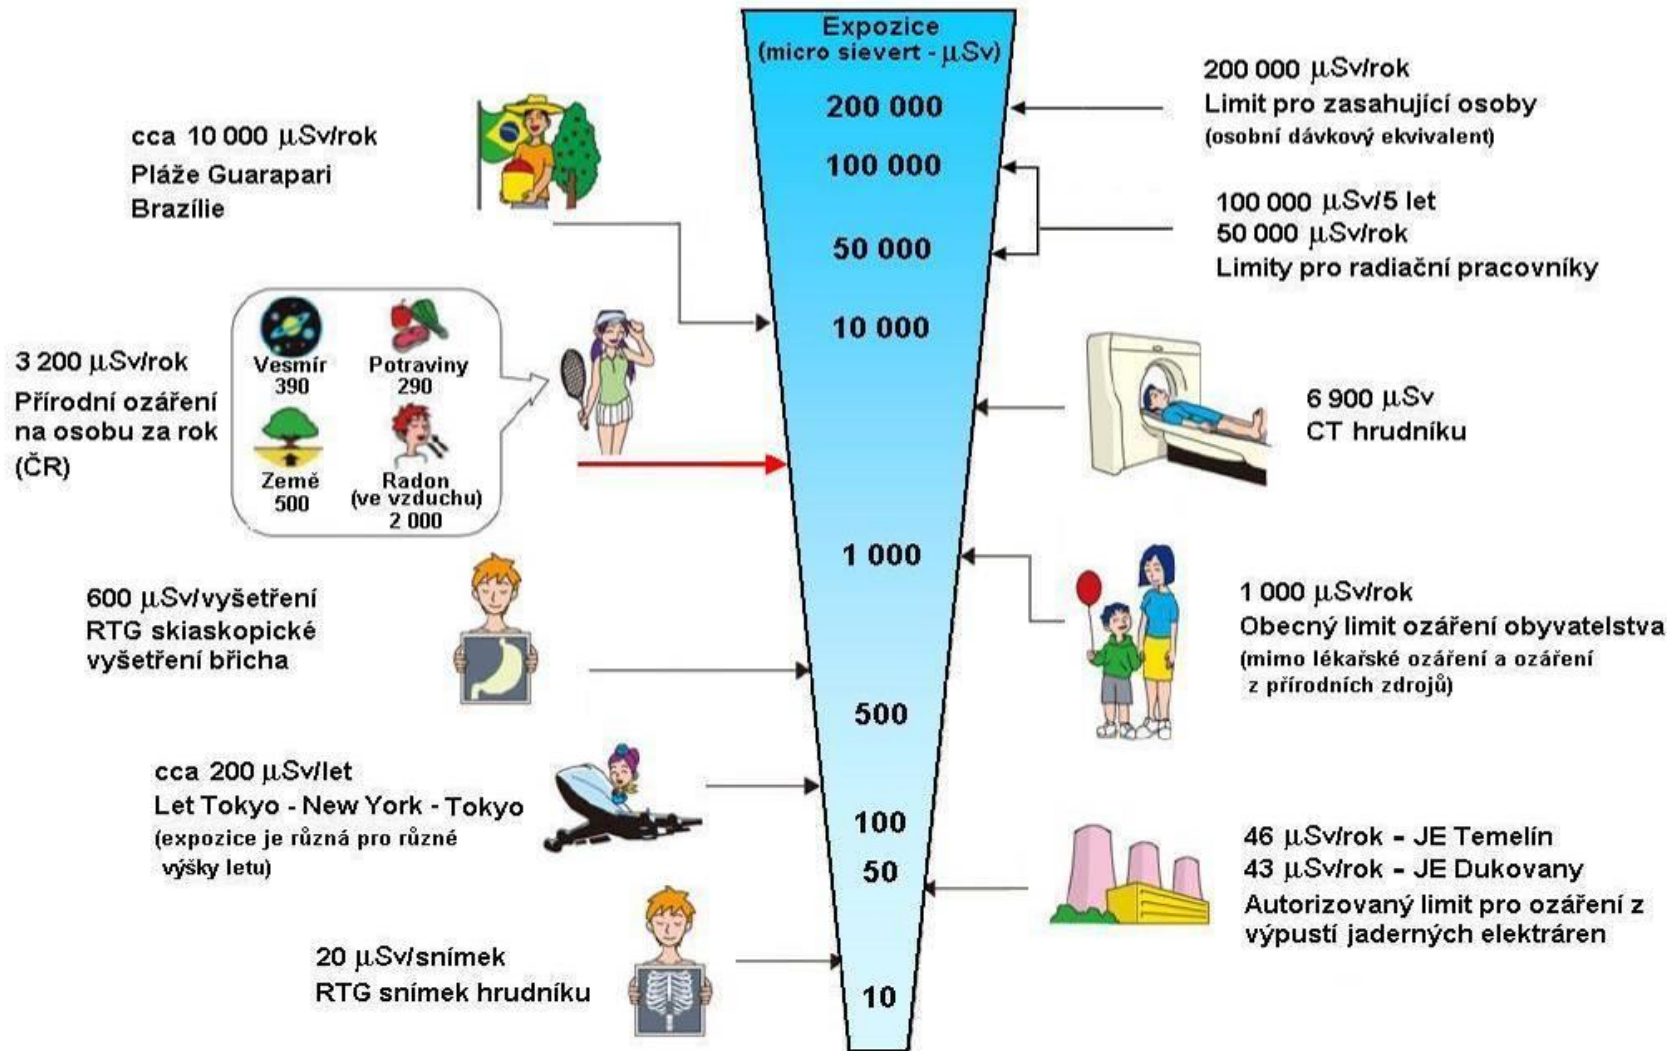 Expozice
(micro sievert - µSv)
200 000
100 000
50 000
10 000
1 000
500
100
50
10
cca 10 000 µSv/rok
Pláže Guarapari
Brazílie
3 200 µSv/rok
Přírodní ozáření
na osobu za rok
(ČR)
Vesmír
390
Potraviny
290
Země
500
Radon
(ve vzduchu)
2 000
600 µSv/vyšetření
RTG skiaskopické
vyšetření břicha
cca 200 µSv/let
Let Tokyo - New York - Tokyo
(expozice je různá pro různé
výšky letu)
20 µSv/snímek
RTG snímek hrudníku
200 000 µSv/rok
Limit pro zasahující osoby
(osobní dávkový ekvivalent)
100 000 µSv/5 let
50 000 µSv/rok
Limity pro radiační pracovníky
6 900 µSv
CT hrudníku
1 000 µSv/rok
Obecný limit ozáření obyvatelstva
(mimo lékařské ozáření a ozáření
z přírodních zdrojů)
46 µSv/rok - JE Temelín
43 µSv/rok - JE Dukovany
Autorizovaný limit pro ozáření z
výpustí jaderných elektráren